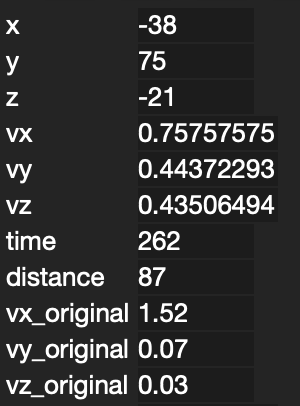 x -38
y 75
z -21
vx 0.75757575
vy 0.44372293
vz 0.43506494
time 262
distance 87
vx_original 1.52
vy_original 0.07
vz_original 0.03